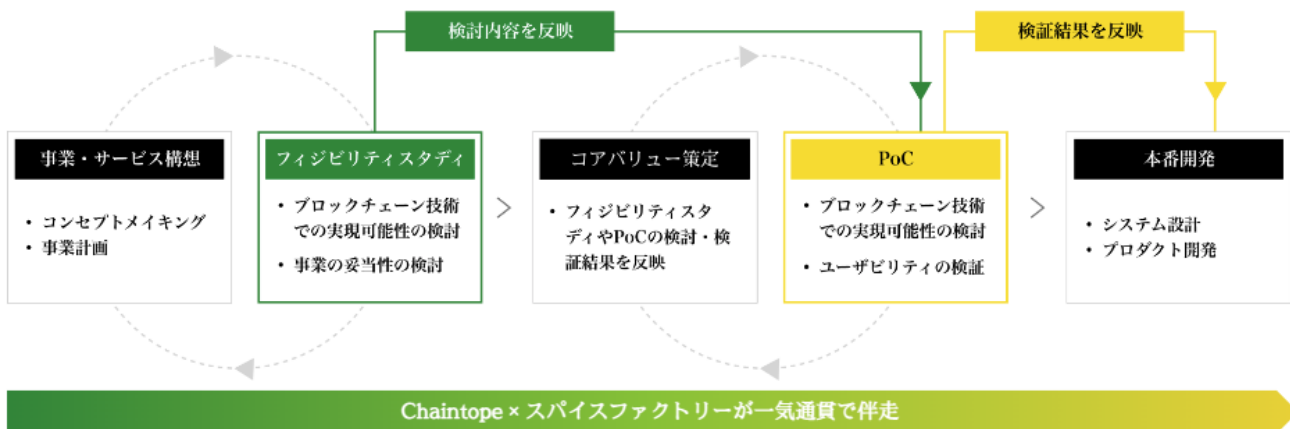 検討内容を反映
検証結果を反映
事業・サービス構想
・コンセプトメイキング
・事業計画
フィジビリティスタディ
・ブロックチェーン技術
での実現可能性の検討
・事業の妥当性の検討
>
コアバリュー策定
・フィジビリティスタ
ディやPoCの検討・検
証結果を反映
PoC
・ブロックチェーン技術
での実現可能性の検討
・ユーザビリティの検証
>
本番開発
・システム設計
・プロダクト開発
Chaintope × スパイスファクトリーが一気通貫で伴走